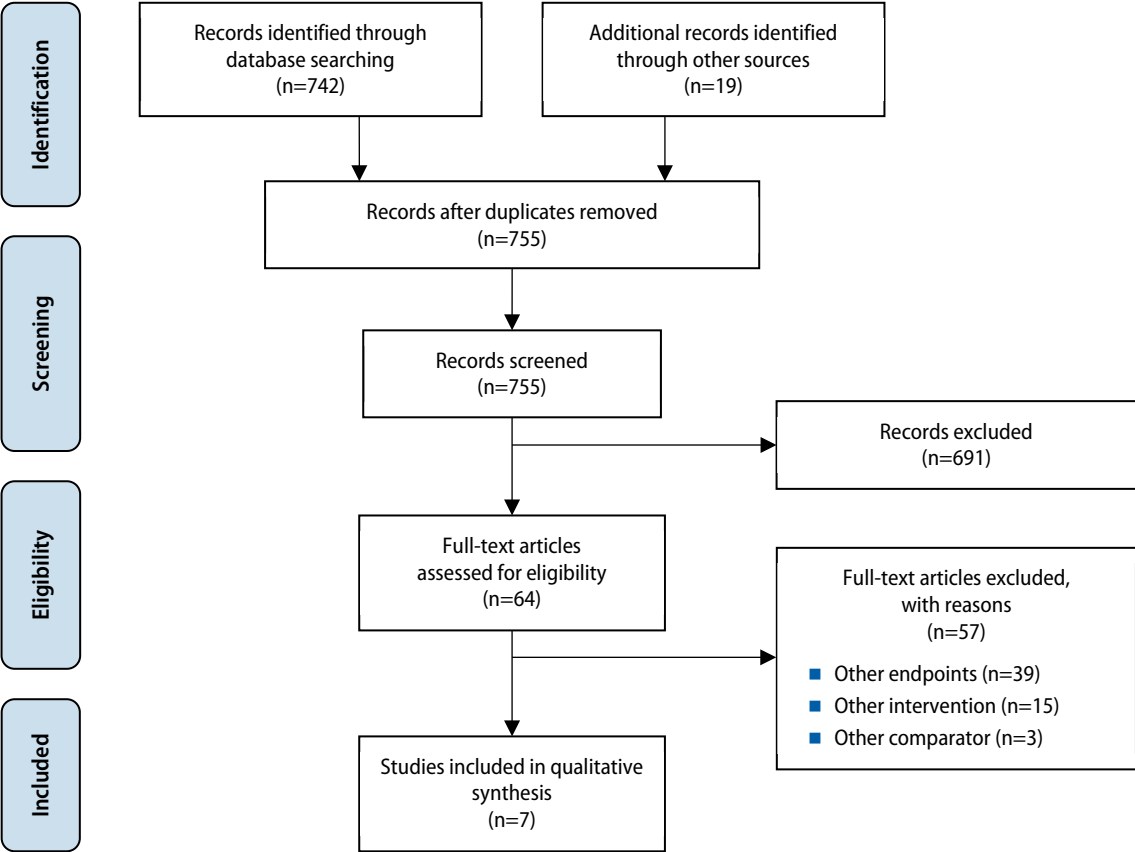 Identification
Records identified through
database searching
(n=742)
Additional records identified
through other sources
(n=19)
Records after duplicates removed
(n=755)
Screening
Records screened
(n=755)
Records excluded
(n=691)
Eligibility
Full-text articles
assessed for eligibility
(n=64)
Full-text articles excluded,
with reasons
(n=57)
Other endpoints (n=39)
Other intervention (n=15)
Other comparator (n=3)
Included
Studies included in qualitative
synthesis
(n=7)